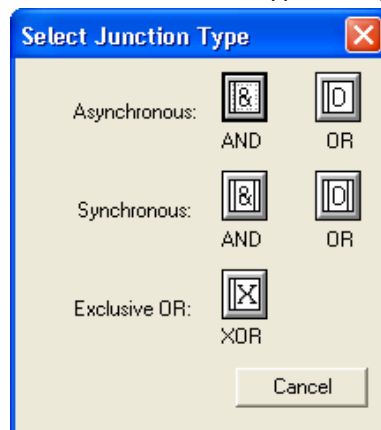 Select Junction Type
Asynchronous:
& O
AND OR
Synchronous:
& O
AND OR
Exclusive OR:
X
XOR
Cancel